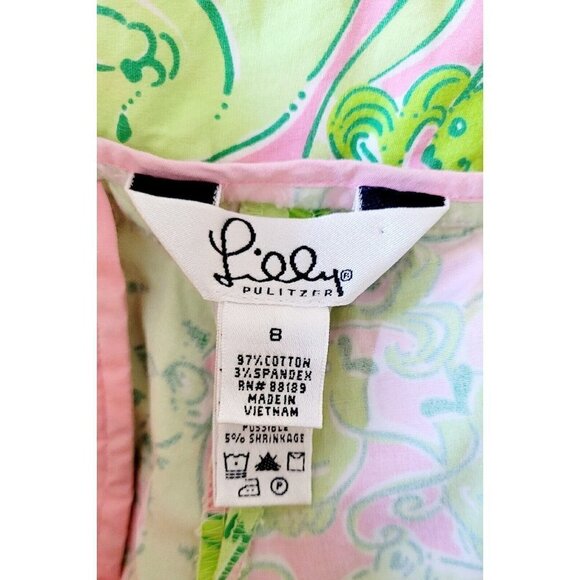 Lilly®
PULITZER
8
97% COTTON
3% SPANDEX
RN# 88189
MADE IN
VIETNAM
POSSIBLE
5% SHRINKAGE
P